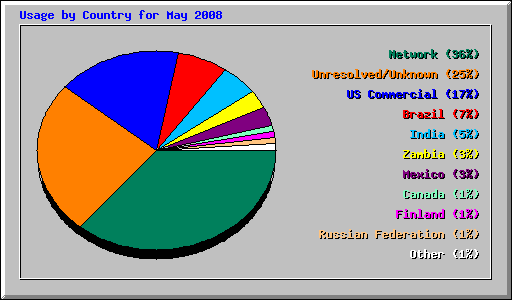 Usage by Country for May 2008
Network (36%)
Unresolved/Unknown (25%)
US Commercial (17%)
Brazil (7%)
India (5%)
Zambia (3%)
Mexico (3%)
Canada (1%)
Finland (1%)
Russian Federation (1%)
Other (1%)